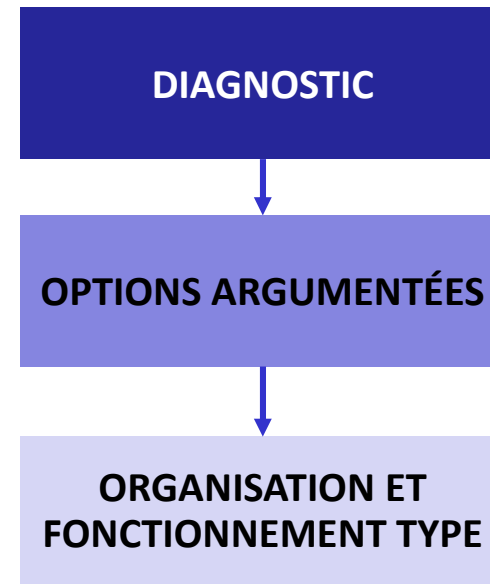 DIAGNOSTIC
OPTIONS ARGUMENTÉES
ORGANISATION ET
FONCTIONNEMENT TYPE